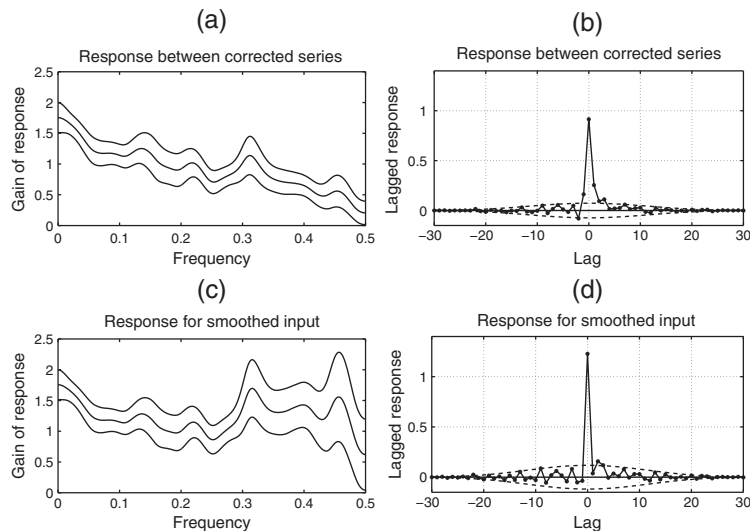 (a)
Response between corrected series
2.5
2
1.5
1
0.5
0
0 0.1 0.2 0.3 0.4 0.5
Gain of response
Frequency
(b)
Response between corrected series
1
0.5
0
−30 −20 −10 0 10 20 30
Lagged response
Lag
(c)
Response for smoothed input
2.5
2
1.5
1
0.5
0
0 0.1 0.2 0.3 0.4 0.5
Gain of response
Frequency
(d)
Response for smoothed input
1
0.5
0
−30 −20 −10 0 10 20 30
Lagged response
Lag